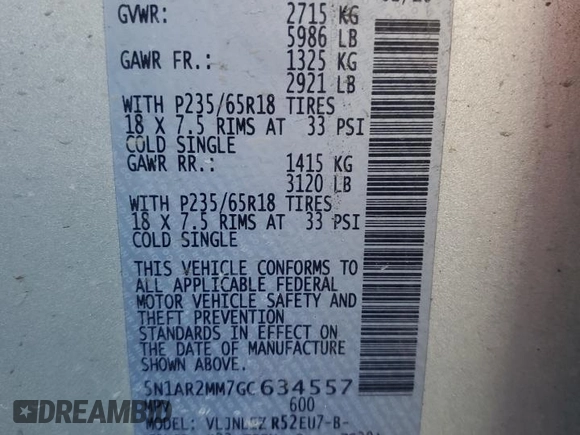 GVWR: 2715 KG
5986 LB
GAWR FR.: 1325 KG
2921 LB
WITH P235/65R18 TIRES
18 X 7.5 RIMS AT 33 PSI
COLD SINGLE
GAWR RR.: 1415 KG
3120 LB
WITH P235/65R18 TIRES
18 X 7.5 RIMS AT 33 PSI
COLD SINGLE
THIS VEHICLE CONFORMS TO
ALL APPLICABLE FEDERAL
MOTOR VEHICLE SAFETY AND
THEFT PREVENTION
STANDARDS IN EFFECT ON
THE DATE OF MANUFACTURE
SHOWN ABOVE.
5N1AR2MM7GC634557
MPV 600
MODEL: R52EU7-B-